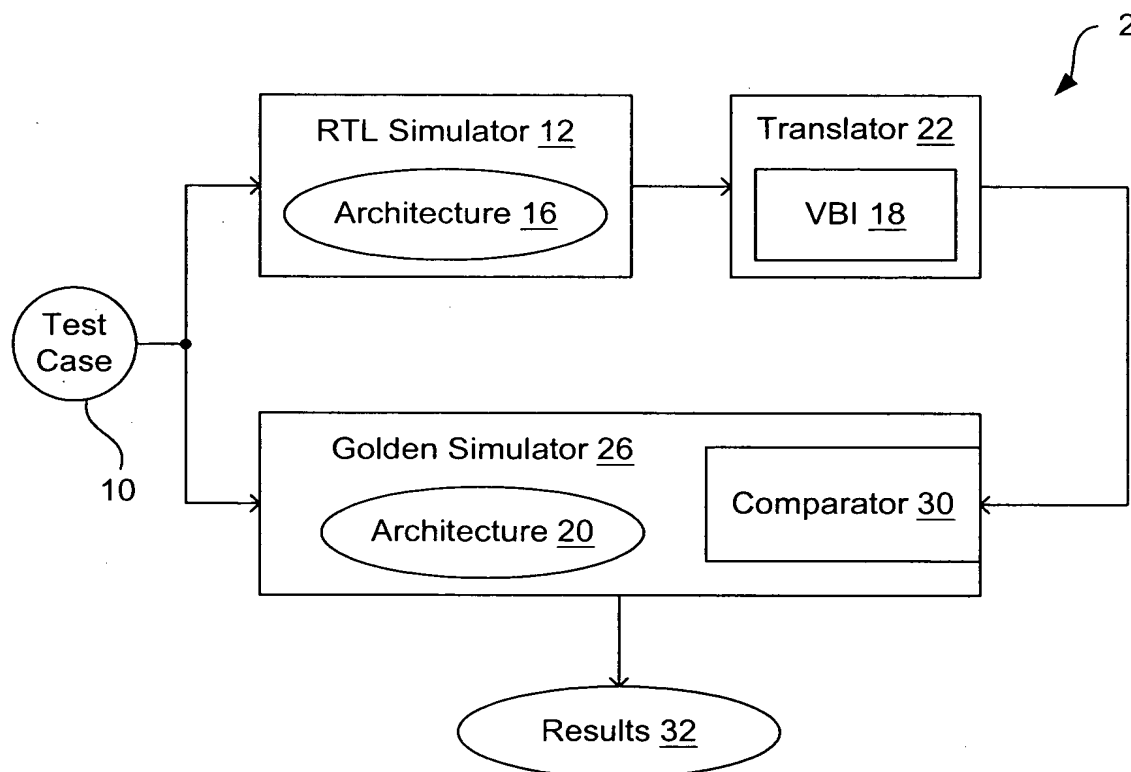 2
RTL Simulator 12
Architecture 16
Translator 22
VBI 18
Test
Case
10
Golden Simulator 26
Architecture 20
Comparator 30
Results 32